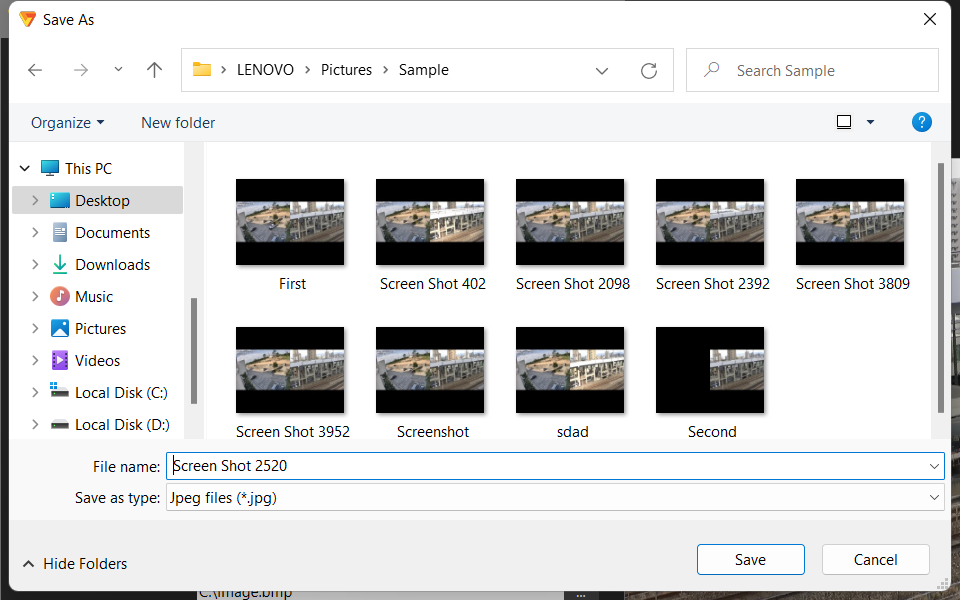 Save As
LENOVO Pictures Sample
Search Sample
Organize
New folder
?
This PC
Desktop
Documents
Downloads
Music
Pictures
Videos
Local Disk (C:)
Local Disk (D:)
First
Screen Shot 402
Screen Shot 2098
Screen Shot 2392
Screen Shot 3809
Screen Shot 3952
Screenshot
sdad
Second
File name: Screen Shot 2520
Save as type: Jpeg files (*.jpg)
Hide Folders
Save
Cancel
C:\image.bmp
...